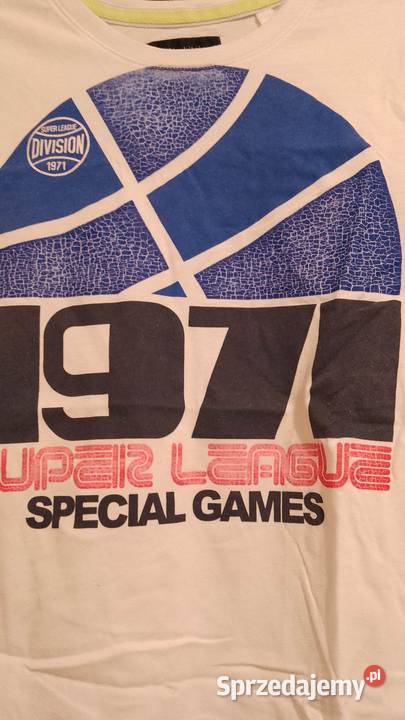 SUPER LEAGUE
DIVISION
1971
1971
SUPER LEAGUE
SPECIAL GAMES
Sprzedajemy.pl